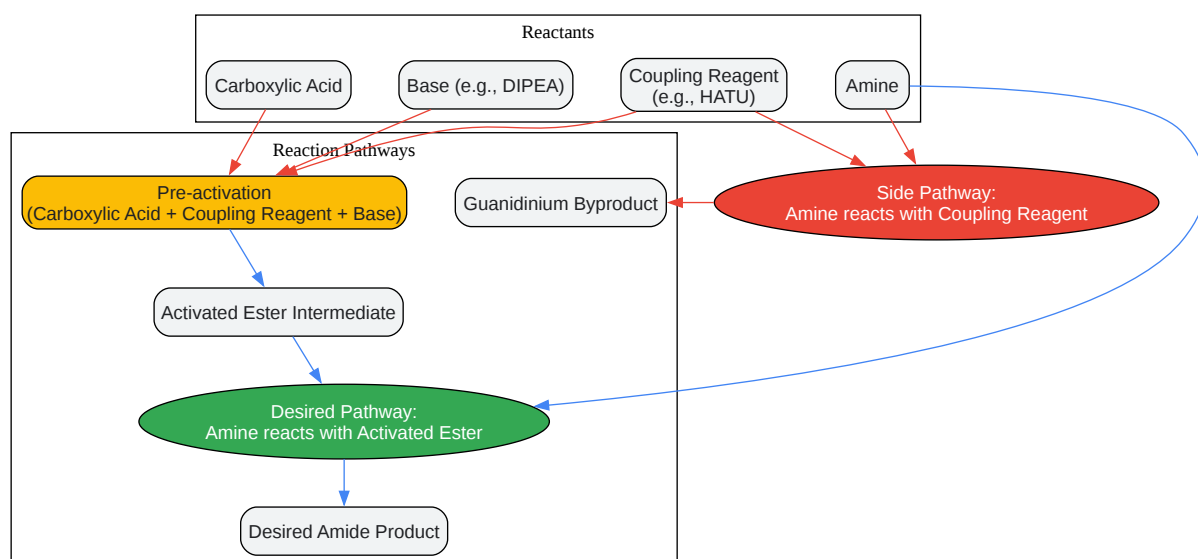 Reactants
Carboxylic Acid
Base (e.g., DIPEA)
Coupling Reagent
(e.g., HATU)
Amine
Reaction Pathways
Pre-activation
(Carboxylic Acid + Coupling Reagent + Base)
Guanidinium Byproduct
Side Pathway:
Amine reacts with Coupling Reagent
Activated Ester Intermediate
Desired Pathway:
Amine reacts with Activated Ester
Desired Amide Product